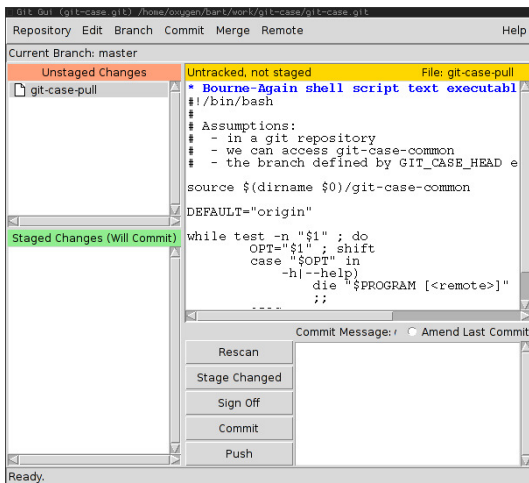 Git Gui (git-case.git) /home/oxygen/bart/work/git-case/git-case.git
Repository Edit Branch Commit Merge Remote Help
Current Branch: master
Unstaged Changes
git-case-pull
Staged Changes (Will Commit)
Untracked, not staged File: git-case-pull
* Bourne-Again shell script text executabl
#!/bin/bash
#
# Assumptions:
#  - in a git repository
#  - we can access git-case-common
#  - the branch defined by GIT_CASE_HEAD e
source $(dirname $0)/git-case-common
DEFAULT="origin"
while test -n "$1" ; do
OPT="$1" ; shift
case "$OPT" in
-h|--help)
die "$PROGRAM [<remote>]"
;;
Commit Message: Amend Last Commit
Rescan
Stage Changed
Sign Off
Commit
Push
Ready.